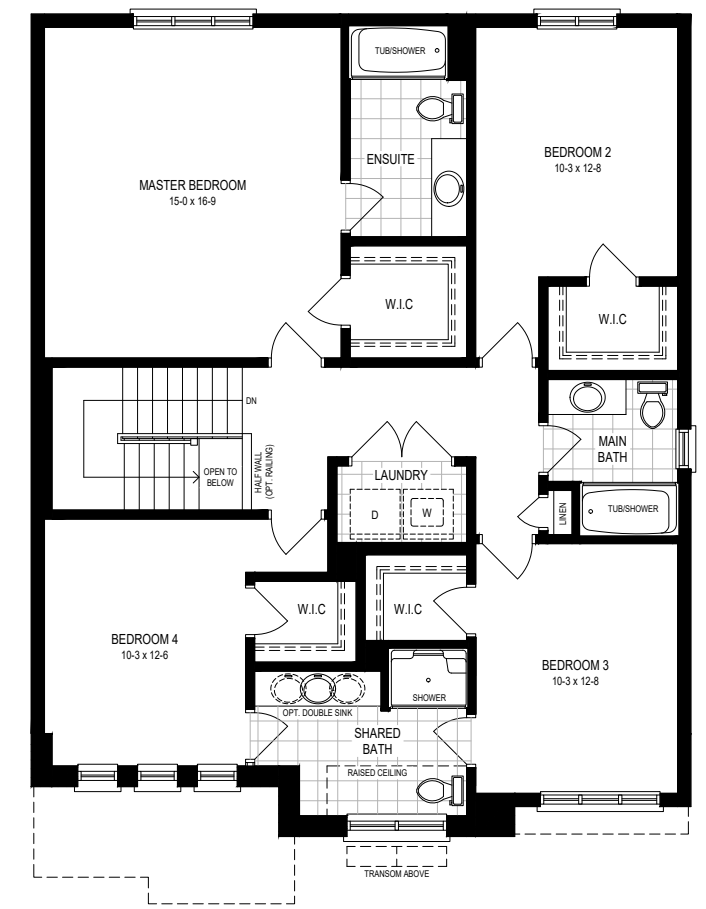 TUB/SHOWER
ENSUITE
MASTER BEDROOM
15-0 x 16-9
BEDROOM 2
10-3 x 12-8
W.I.C
W.I.C
DN
OPEN TO
BELOW
HALF WALL
(OPT. RAILING)
LAUNDRY
D
W
MAIN
BATH
LINEN
TUB/SHOWER
W.I.C
W.I.C
BEDROOM 4
10-3 x 12-6
BEDROOM 3
10-3 x 12-8
SHOWER
OPT. DOUBLE SINK
SHARED
BATH
RAISED CEILING
TRANSOM ABOVE